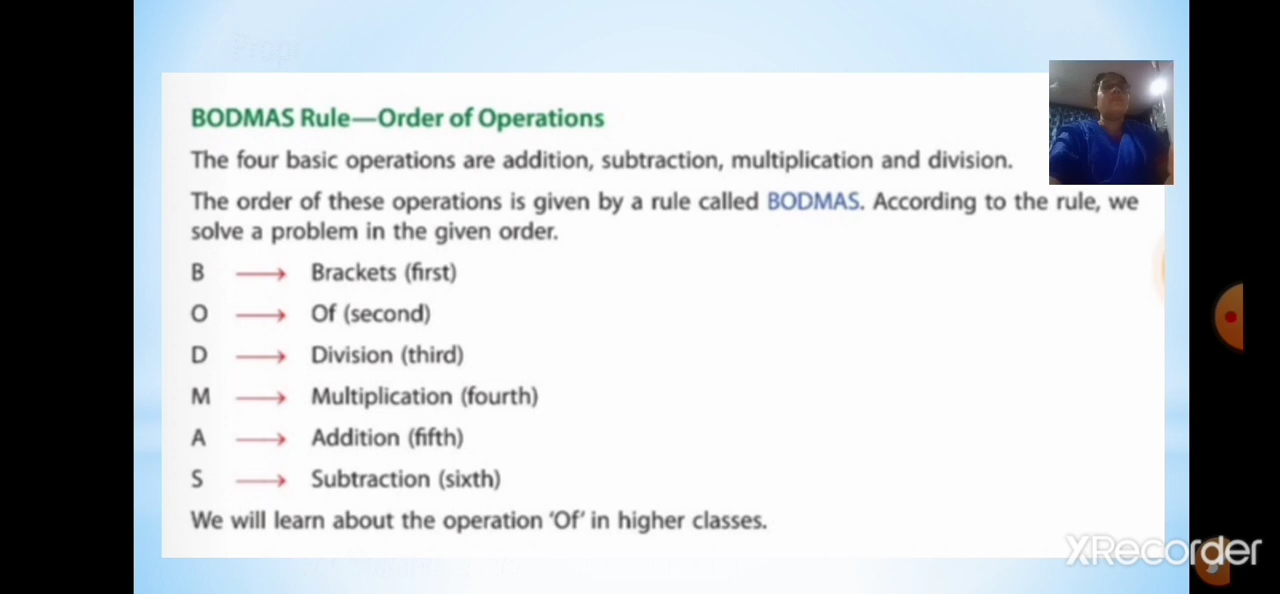 BODMAS Rule—Order of Operations
The four basic operations are addition, subtraction, multiplication and division.
The order of these operations is given by a rule called BODMAS. According to the rule, we
solve a problem in the given order.
B → Brackets (first)
O → Of (second)
D → Division (third)
M → Multiplication (fourth)
A → Addition (fifth)
S → Subtraction (sixth)
We will learn about the operation ‘Of’ in higher classes.
XRecorder